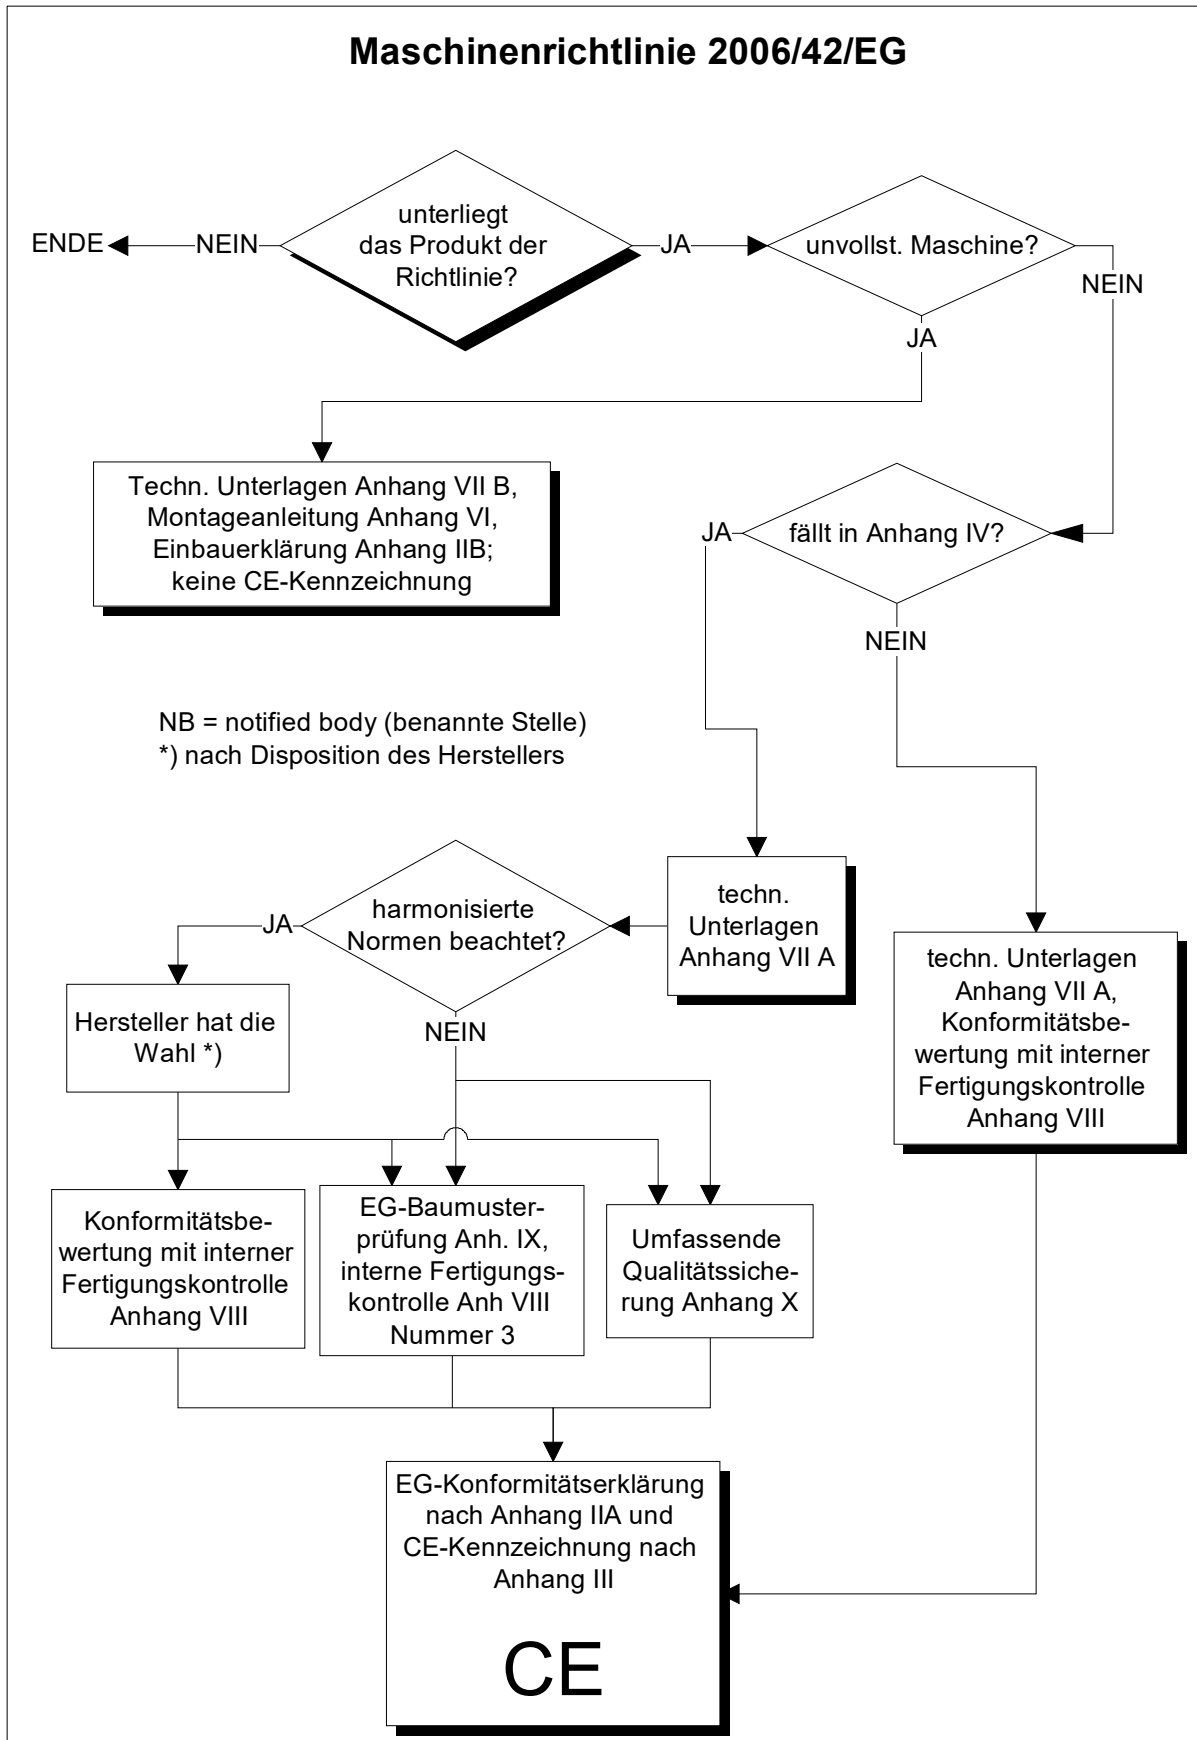 Maschinenrichtlinie 2006/42/EG
unterliegt
das Produkt der
Richtlinie?
ENDE
NEIN
JA
unvollst. Maschine?
NEIN
JA
Techn. Unterlagen Anhang VII B,
Montageanleitung Anhang VI,
Einbauerklärung Anhang IIB;
keine CE-Kennzeichnung
JA
fällt in Anhang IV?
NEIN
NB = notified body (benannte Stelle)
*) nach Disposition des Herstellers
techn.
Unterlagen
Anhang VII A
harmonisierte
Normen beachtet?
JA
NEIN
Hersteller hat die
Wahl *)
techn. Unterlagen
Anhang VII A,
Konformitätsbe-
wertung mit interner
Fertigungskontrolle
Anhang VIII
Konformitätsbe-
wertung mit interner
Fertigungskontrolle
Anhang VIII
EG-Baumuster-
prüfung Anh. IX,
interne Fertigungs-
kontrolle Anh VIII
Nummer 3
Umfassende
Qualitätssiche-
rung Anhang X
EG-Konformitätserklärung
nach Anhang IIA und
CE-Kennzeichnung nach
Anhang III
CE